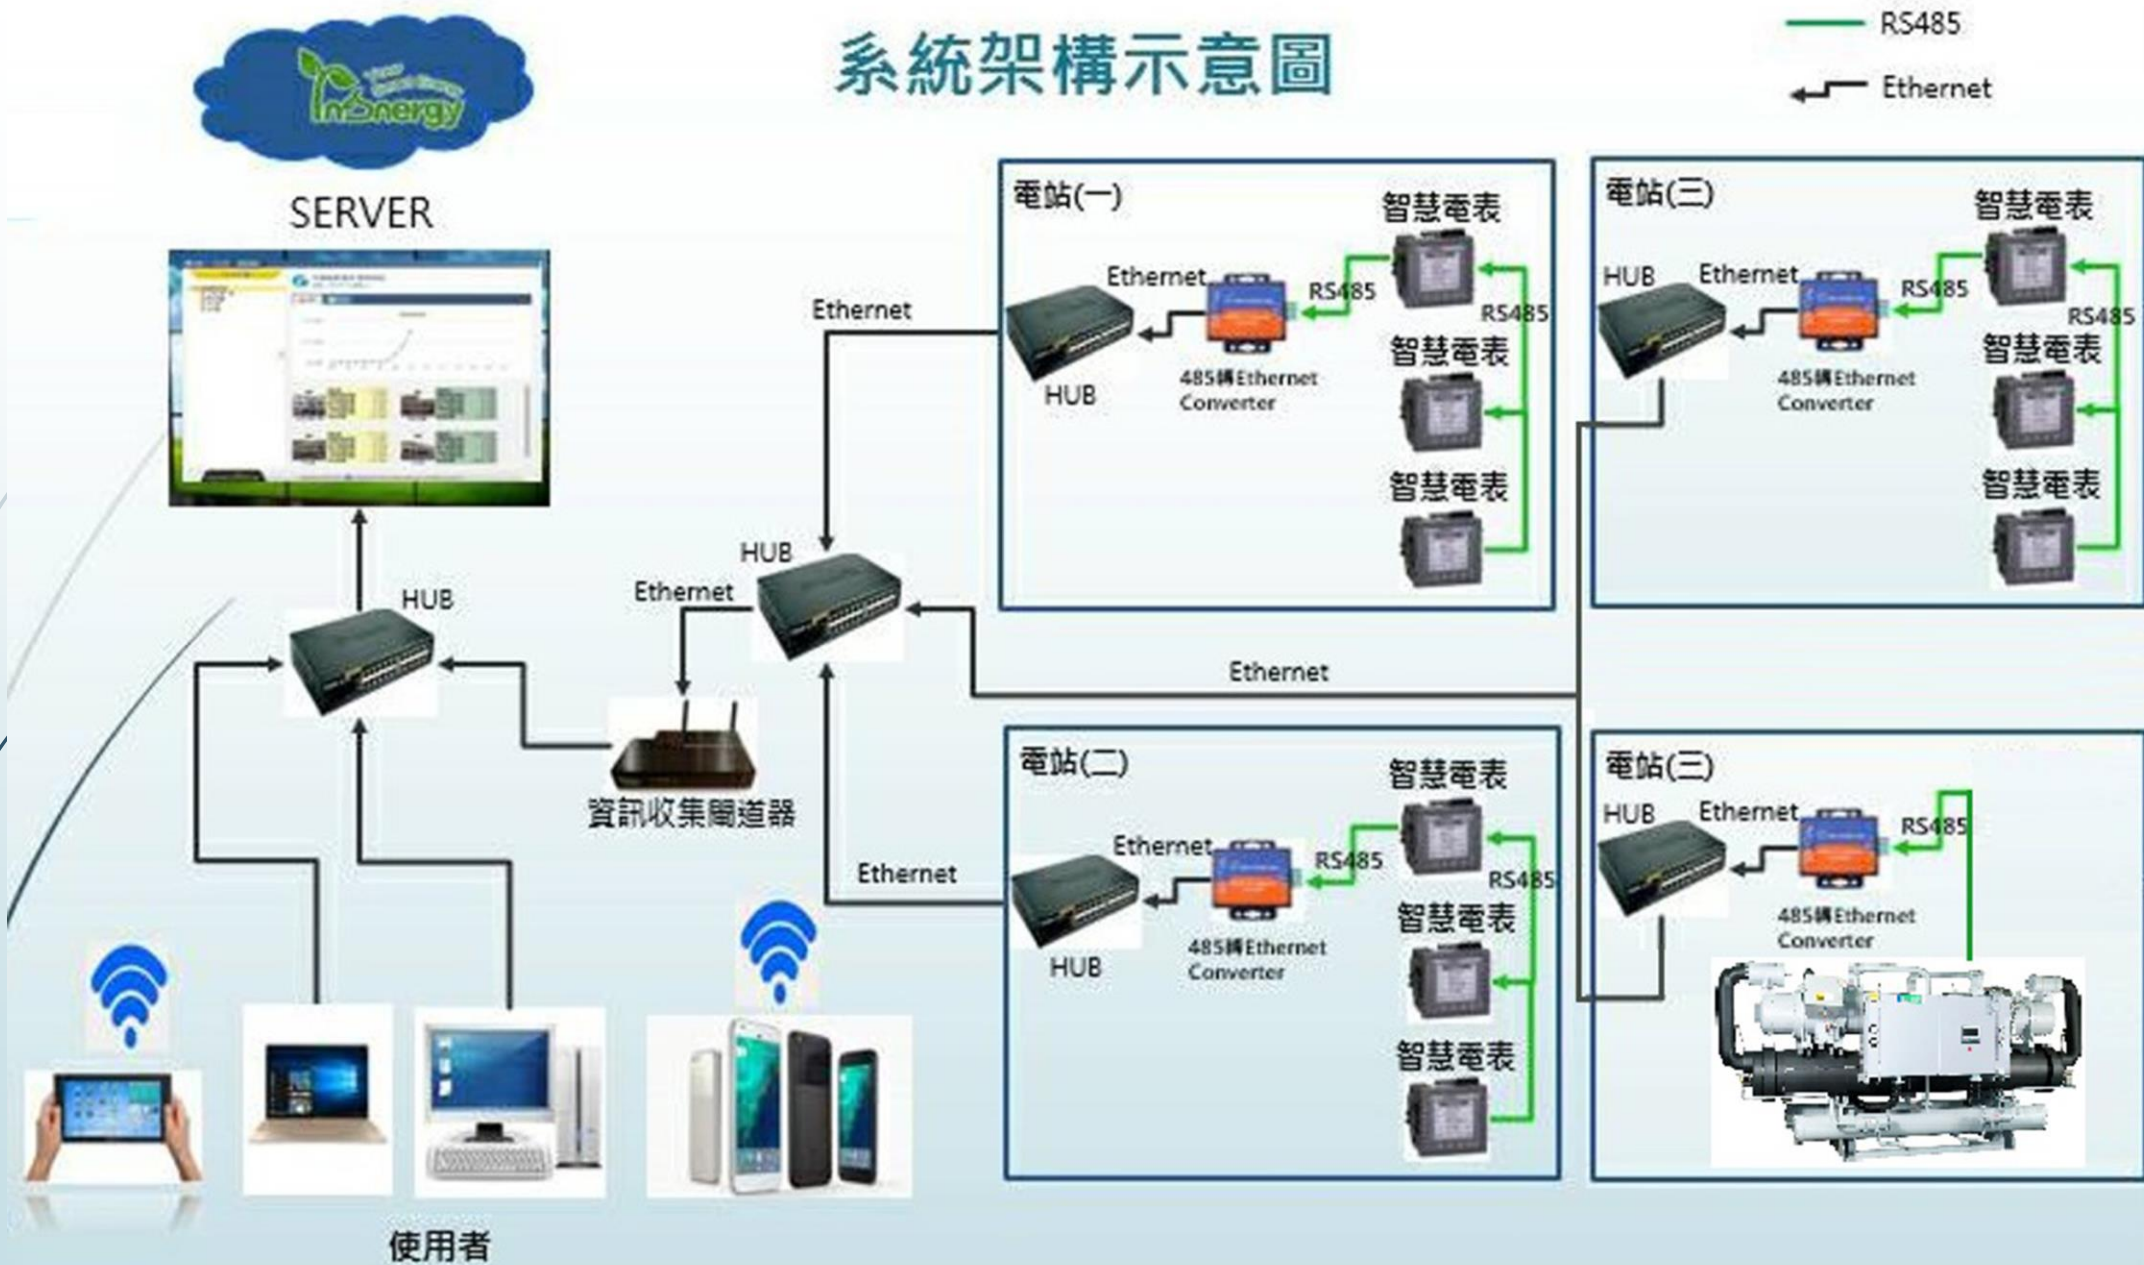 系統架構示意圖
RS485
Ethernet
InEnergy
SERVER
HUB
Ethernet
HUB
Ethernet
資訊收集閘道器
使用者
Ethernet
Ethernet
電站(一)
智慧電表
Ethernet
RS485
RS485
HUB
485轉Ethernet
Converter
智慧電表
智慧電表
電站(三)
智慧電表
HUB
Ethernet
RS485
RS485
485轉Ethernet
Converter
智慧電表
智慧電表
電站(二)
智慧電表
Ethernet
RS485
RS485
HUB
485轉Ethernet
Converter
智慧電表
智慧電表
Ethernet
電站(三)
HUB
Ethernet
RS485
485轉Ethernet
Converter